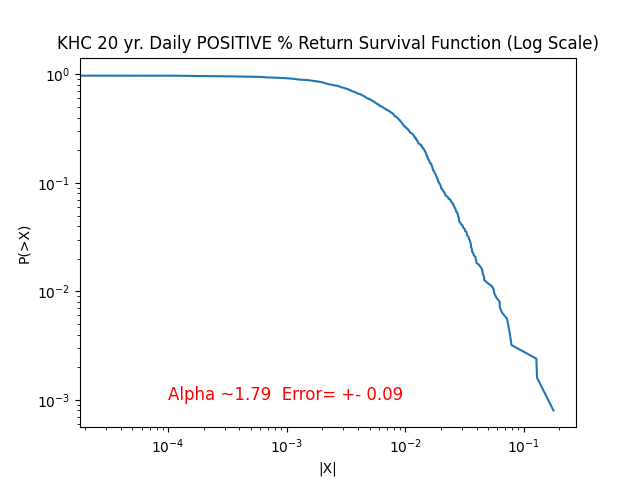 KHC 20 yr. Daily POSITIVE % Return Survival Function (Log Scale)
10⁰
10⁻¹
10⁻²
10⁻³
P(>X)
Alpha ~1.79  Error= +- 0.09
10⁻⁴ 10⁻³ 10⁻² 10⁻¹
|X|